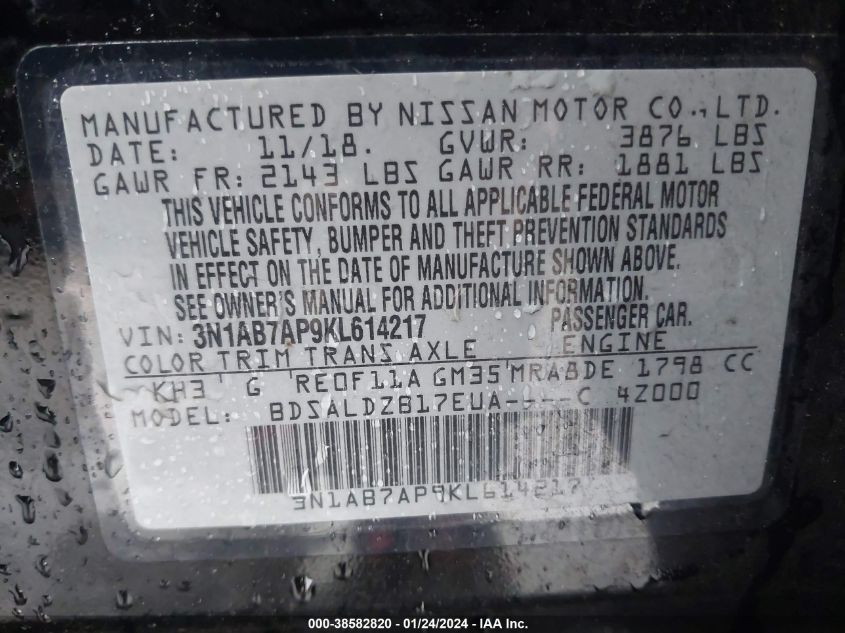 MANUFACTURED BY NISSAN MOTOR CO.,LTD.
DATE: 11/18. GVWR: 3876 LBS
GAWR FR: 2143 LBS GAWR RR: 1881 LBS
THIS VEHICLE CONFORMS TO ALL APPLICABLE FEDERAL MOTOR
VEHICLE SAFETY, BUMPER AND THEFT PREVENTION STANDARDS
IN EFFECT ON THE DATE OF MANUFACTURE SHOWN ABOVE.
SEE OWNER'S MANUAL FOR ADDITIONAL INFORMATION.
VIN: 3N1AB7AP9KL614217 PASSENGER CAR.
COLOR TRIM TRANS AXLE ENGINE
KH3 G RE0F11A GM35 MRA8DE 1798 CC
MODEL: BDSALDZB17EUA----C 4Z000
3N1AB7AP9KL614217
000-38582820 - 01/24/2024 - IAA Inc.